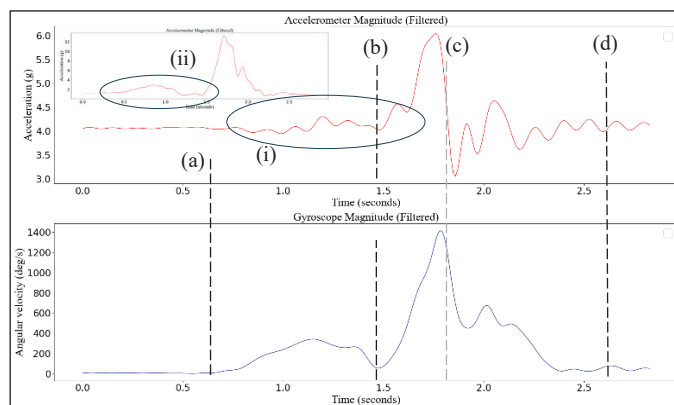 Accelerometer Magnitude (Filtered)
Accelerometer Magnitude (Filtered)
(ii)
(b)
(c)
(d)
6.0
5.5
5.0
4.5
4.0
3.5
3.0
Acceleration (g)
Acceleration (g)
(i)
(a)
0.0 0.5 1.0 1.5 2.0 2.5
Time (seconds)
Gyroscope Magnitude (Filtered)
1400
1200
1000
800
600
400
200
0
Angular velocity (deg/s)
0.0 0.5 1.0 1.5 2.0 2.5
Time (seconds)